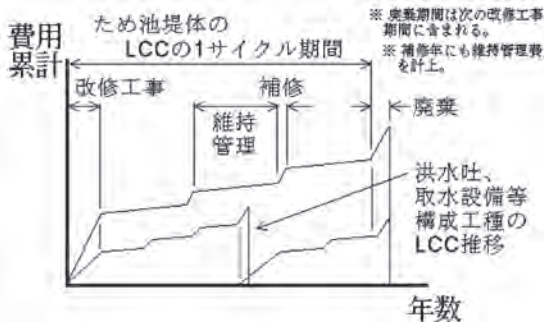 費用
累計
ため池堤体の
LCCの1サイクル期間
※ 廃棄期間は次の改修工事
期間に含まれる。
※ 補修年にも維持管理費
を計上。
改修工事
補修
維持
管理
廃棄
洪水吐、
取水設備等
構成工種の
LCC推移
年数